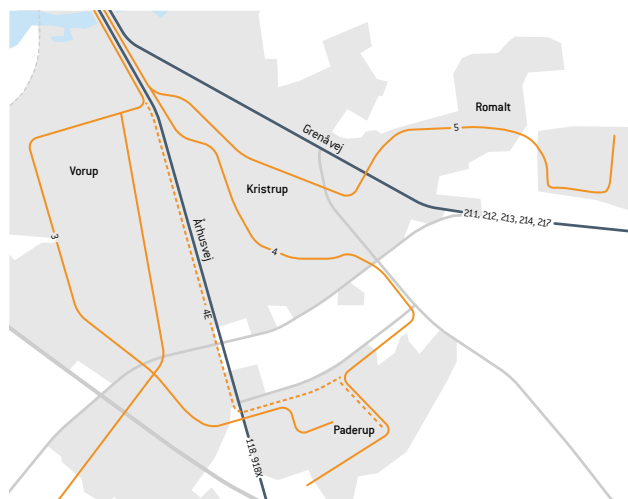 Romalt
5
Grenåvej
Vorup
Kristrup
211, 212, 213, 214, 217
3
Århusvej
4
4E
Paderup
118, 918X